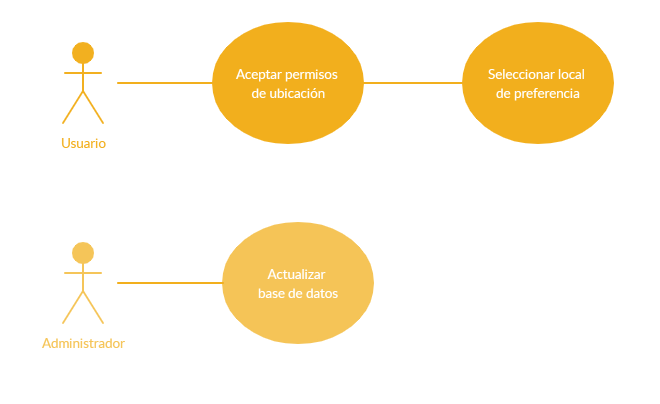 Aceptar permisos
de ubicación
Seleccionar local
de preferencia
Usuario
Actualizar
base de datos
Administrador